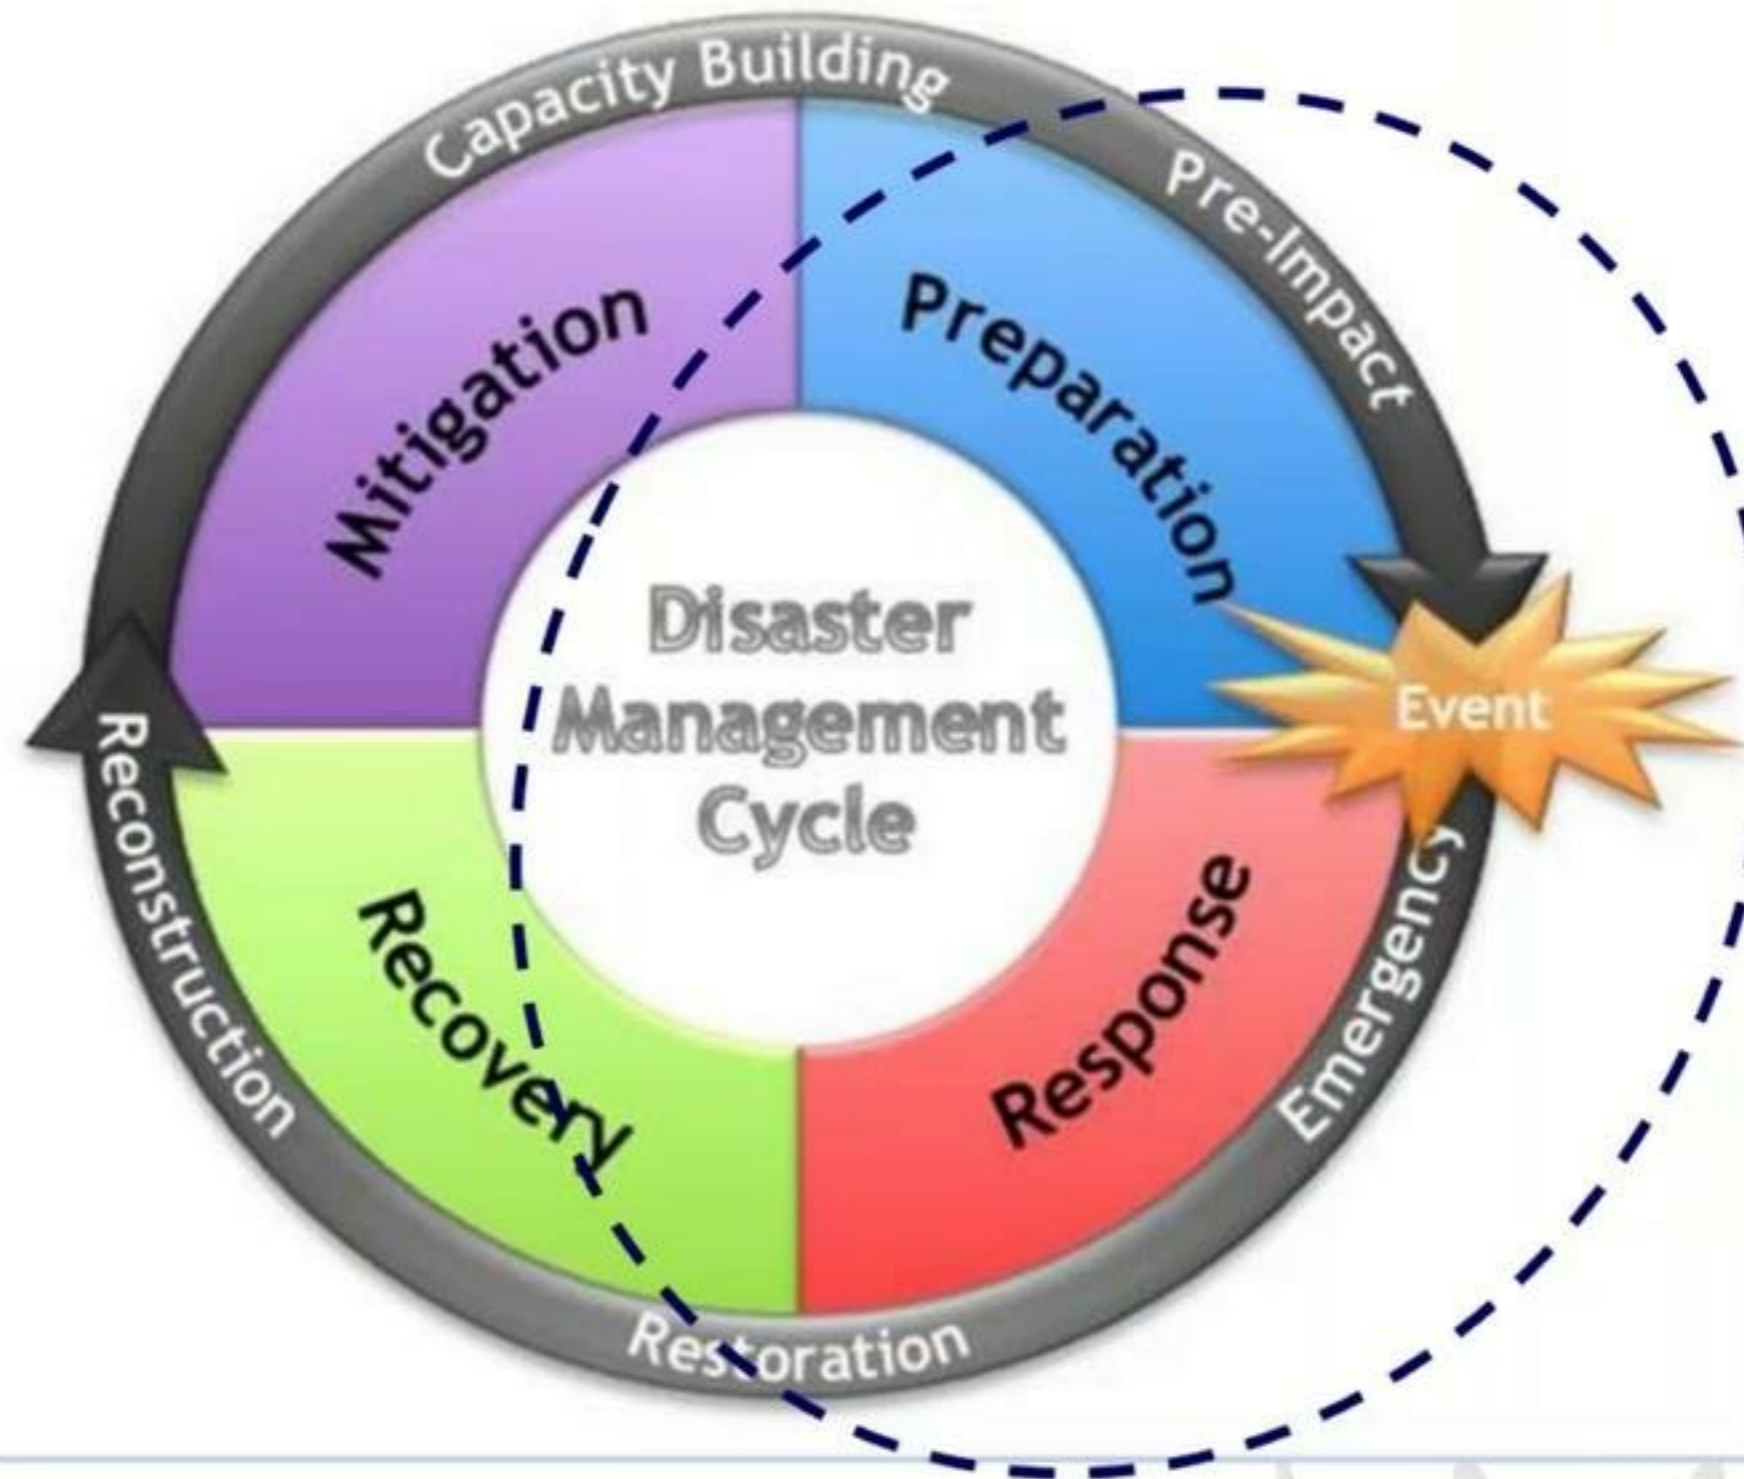 Capacity Building
Pre-Impact
Mitigation
Preparation
Disaster
Management
Cycle
Event
Reconstruction
Recovery
Response
Emergency
Restoration